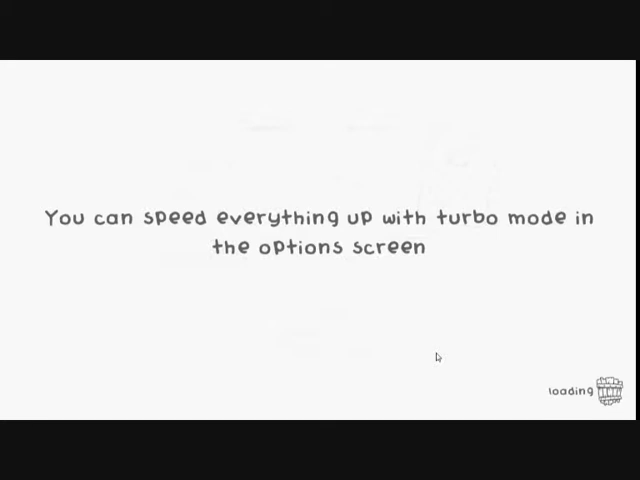 You can speed everything up with turbo mode in
the options screen
loading